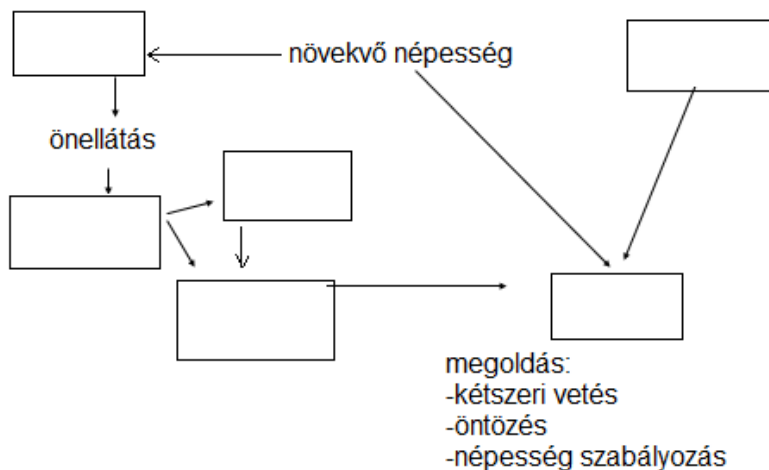 növekvő népesség
önellátás
megoldás:
-kétszeri vetés
-öntözés
-népesség szabályozás